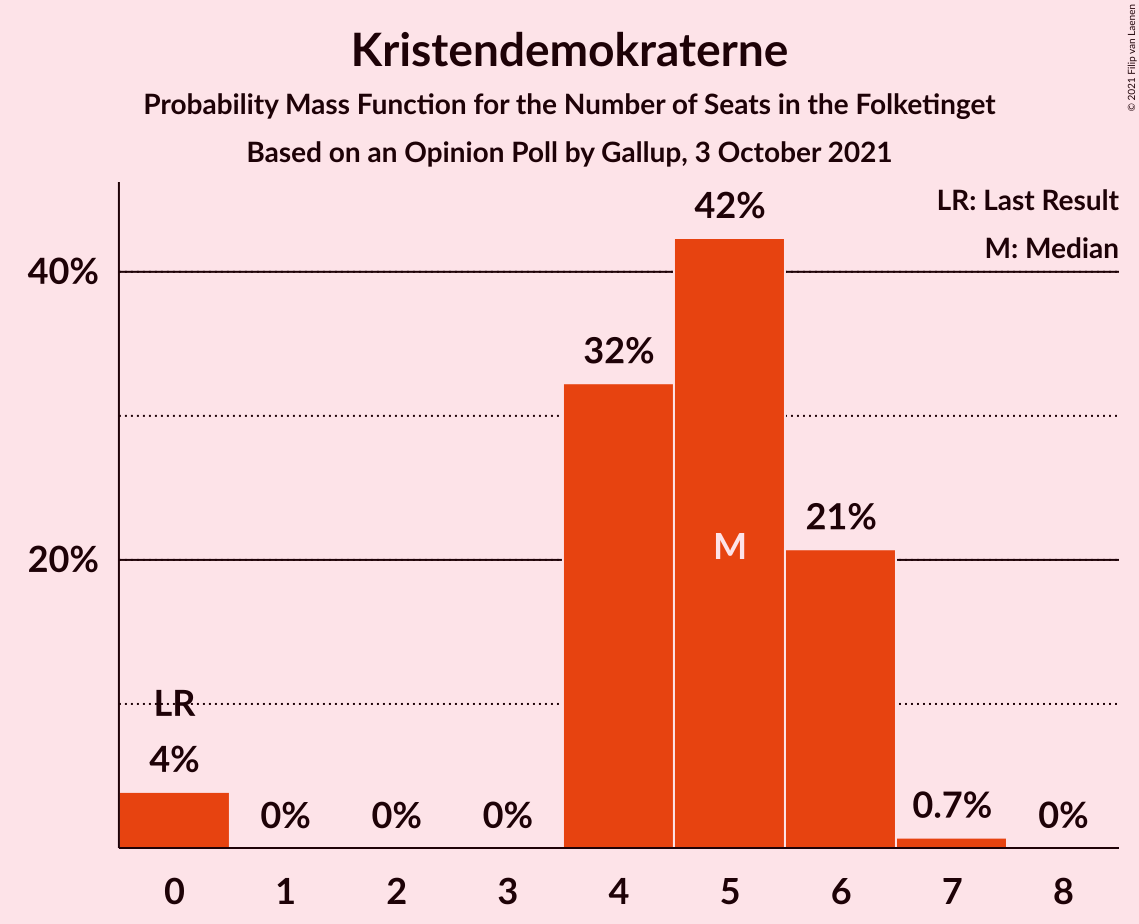 Kristendemokraterne
Probability Mass Function for the Number of Seats in the Folketinget
Based on an Opinion Poll by Gallup, 3 October 2021
© 2021 Filip van Laenen
LR: Last Result
M: Median
40%
20%
LR
4%
0%
0%
0%
32%
42%
M
21%
0.7%
0%
0
1
2
3
4
5
6
7
8